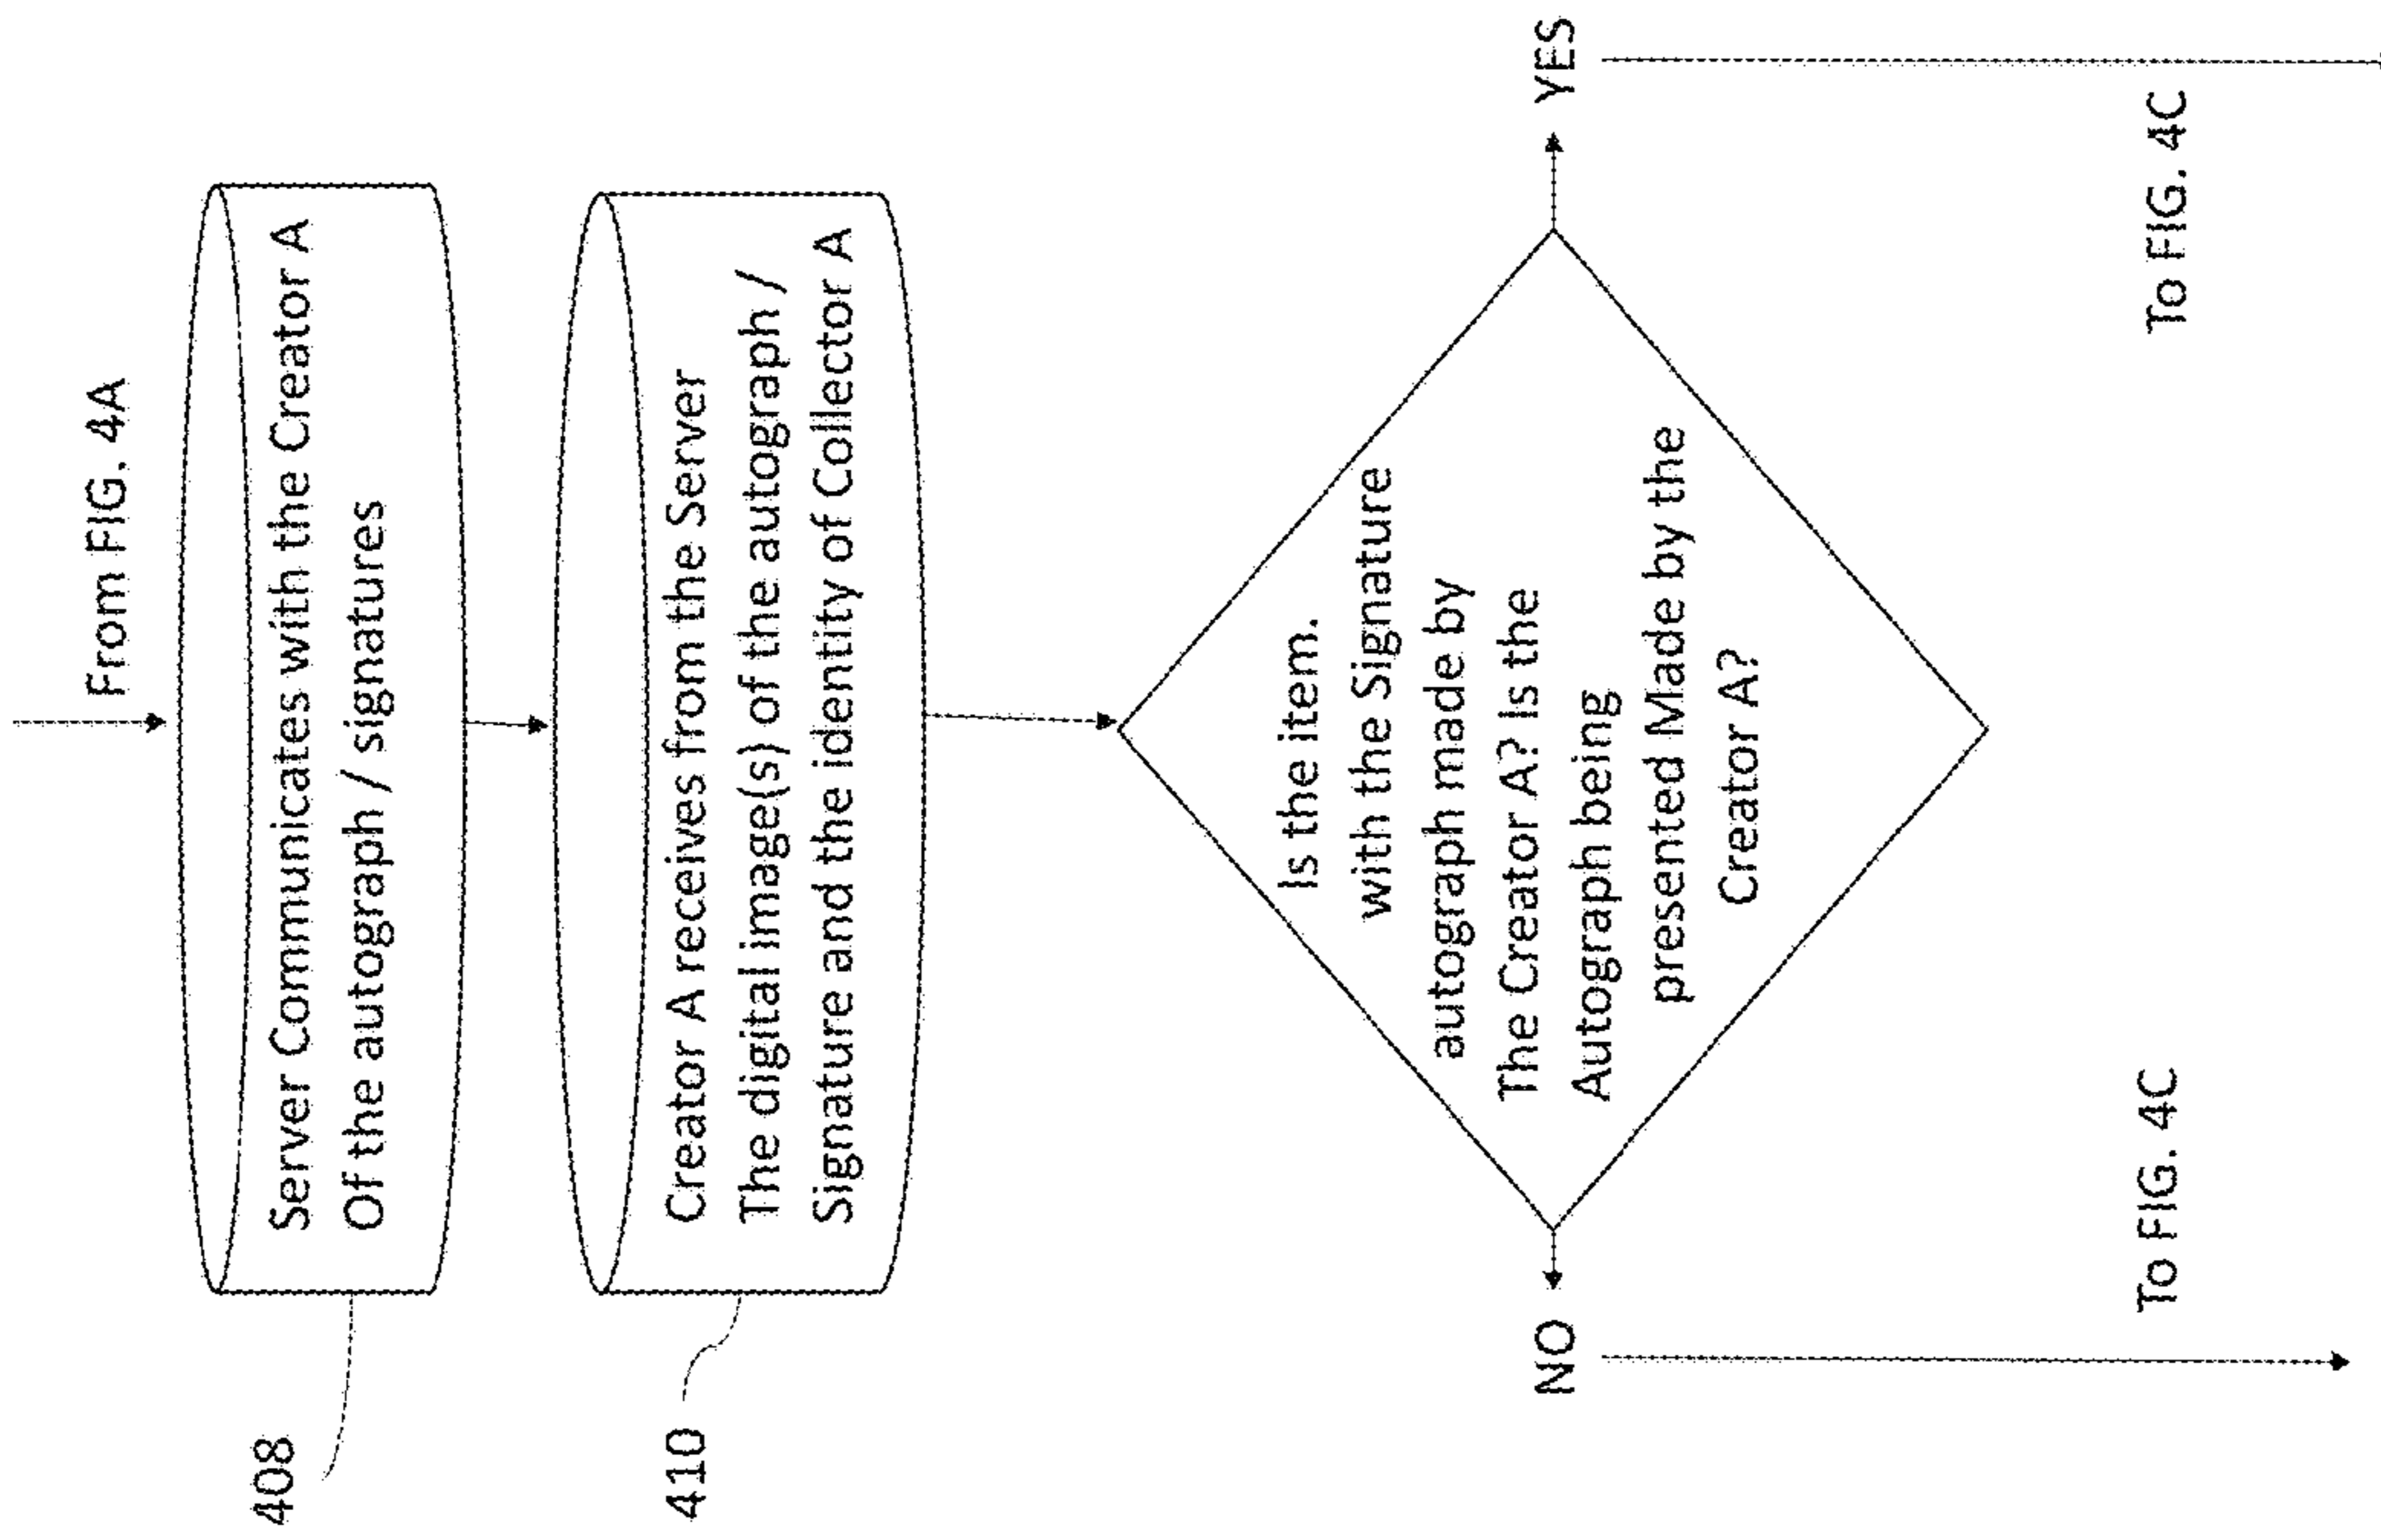 From FIG. 4A
408
Server Communicates with the Creator A
Of the autograph / signatures
410
Creator A receives from the Server
The digital image(s) of the autograph /
Signature and the identity of Collector A
Is the item.
with the Signature
autograph made by
The Creator A? Is the
Autograph being
presented Made by the
Creator A?
NO
YES
To FIG. 4C
To FIG. 4C